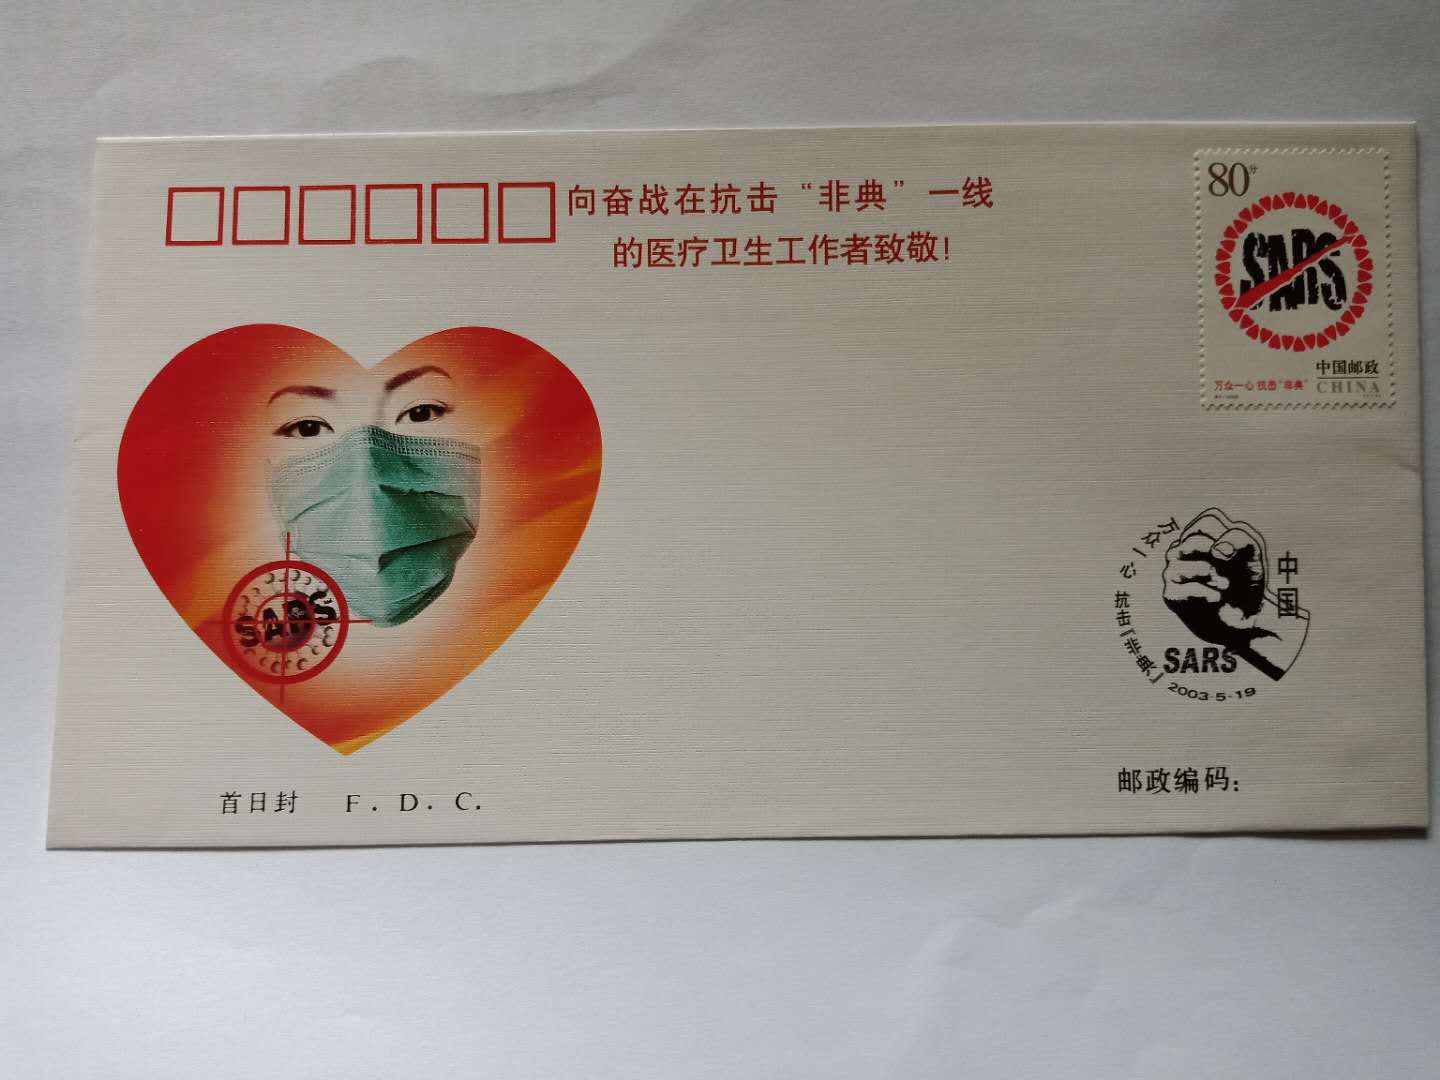 向奋战在抗击“非典”一线
的医疗卫生工作者致敬！
80分
SARS
中国邮政
万众一心 抗击“非典”
CHINA
SARS
万众一心 抗击『非典』
中国
SARS
2003·5·19
邮政编码：
首日封 F. D. C.